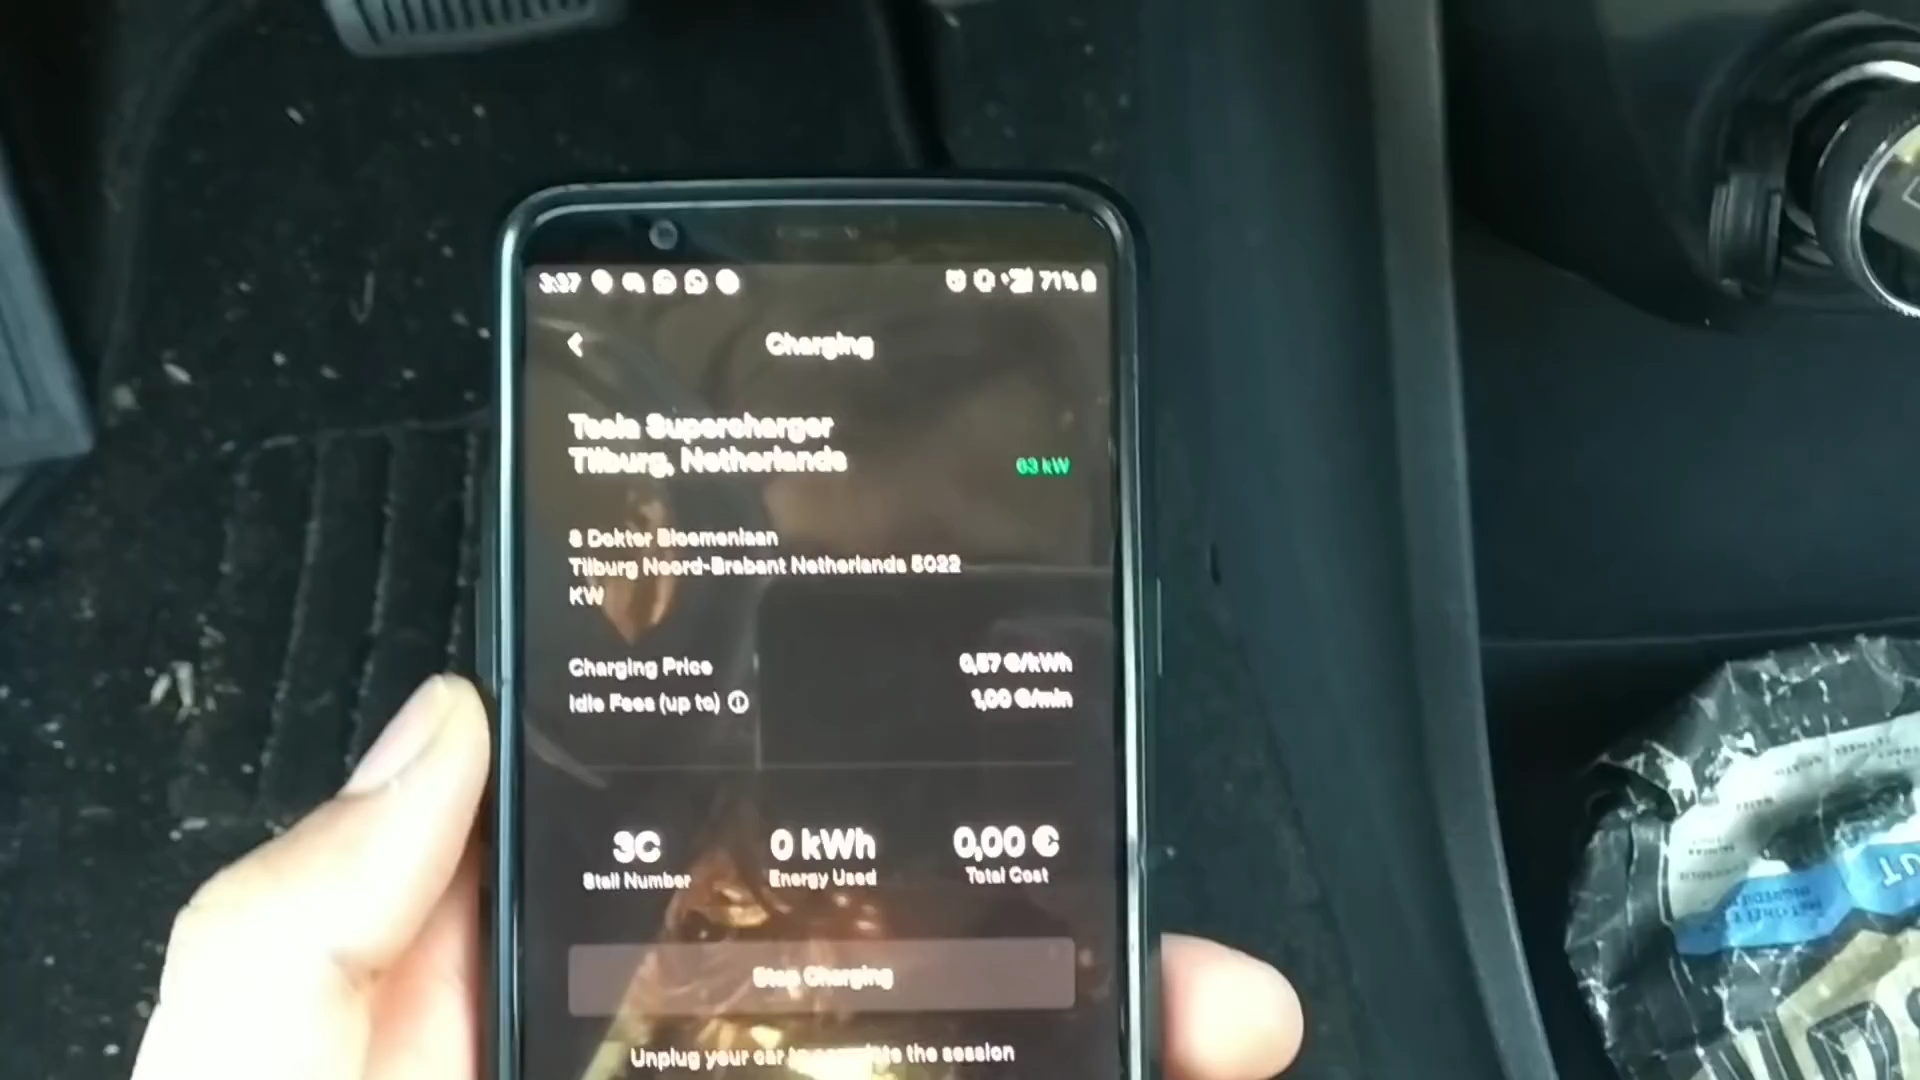 3:37
71%
Charging
Tesla Supercharger
Tilburg, Netherlands
63 kW
8 Dokter Bloemenlaan
Tilburg Noord-Brabant Netherlands 5022
KW
Charging Price 0,57 €/kWh
Idle Fees (up to) 1,00 €/min
3C 0 kWh 0,00 €
Stall Number Energy Used Total Cost
Stop Charging
Unplug your car to complete the session